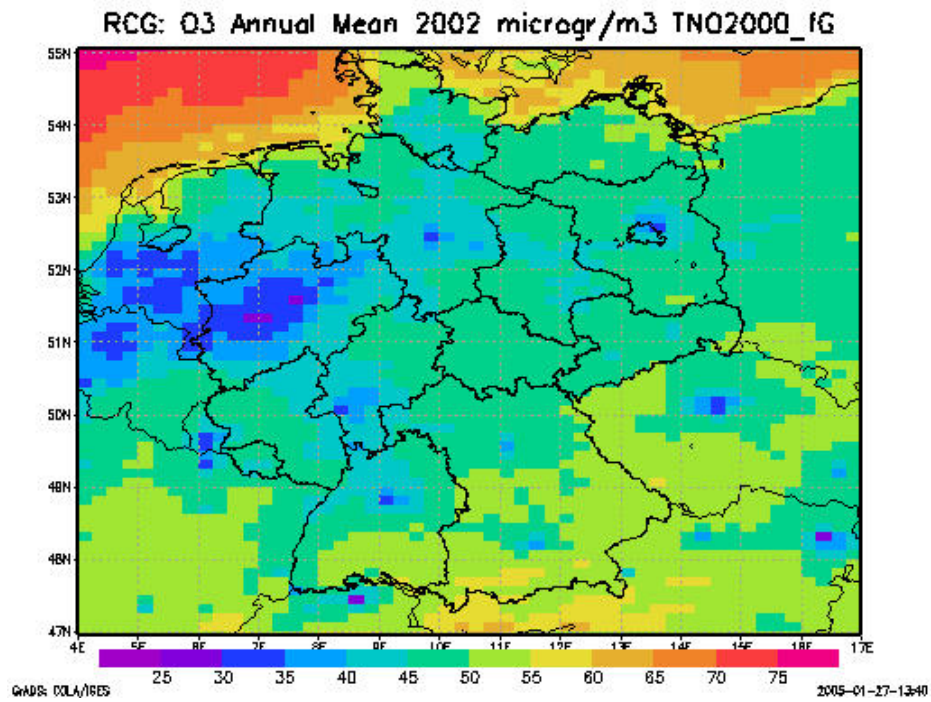 RCG: O3 Annual Mean 2002 microgr/m3 TNO2000_fG
55N
54N
53N
52N
51N
50N
49N
48N
47N
4E 5E 6E 7E 8E 9E 10E 11E 12E 13E 14E 15E 16E 17E
25 30 35 40 45 50 55 60 65 70 75
GrADS: COLA/IGES 2005-01-27-13:40